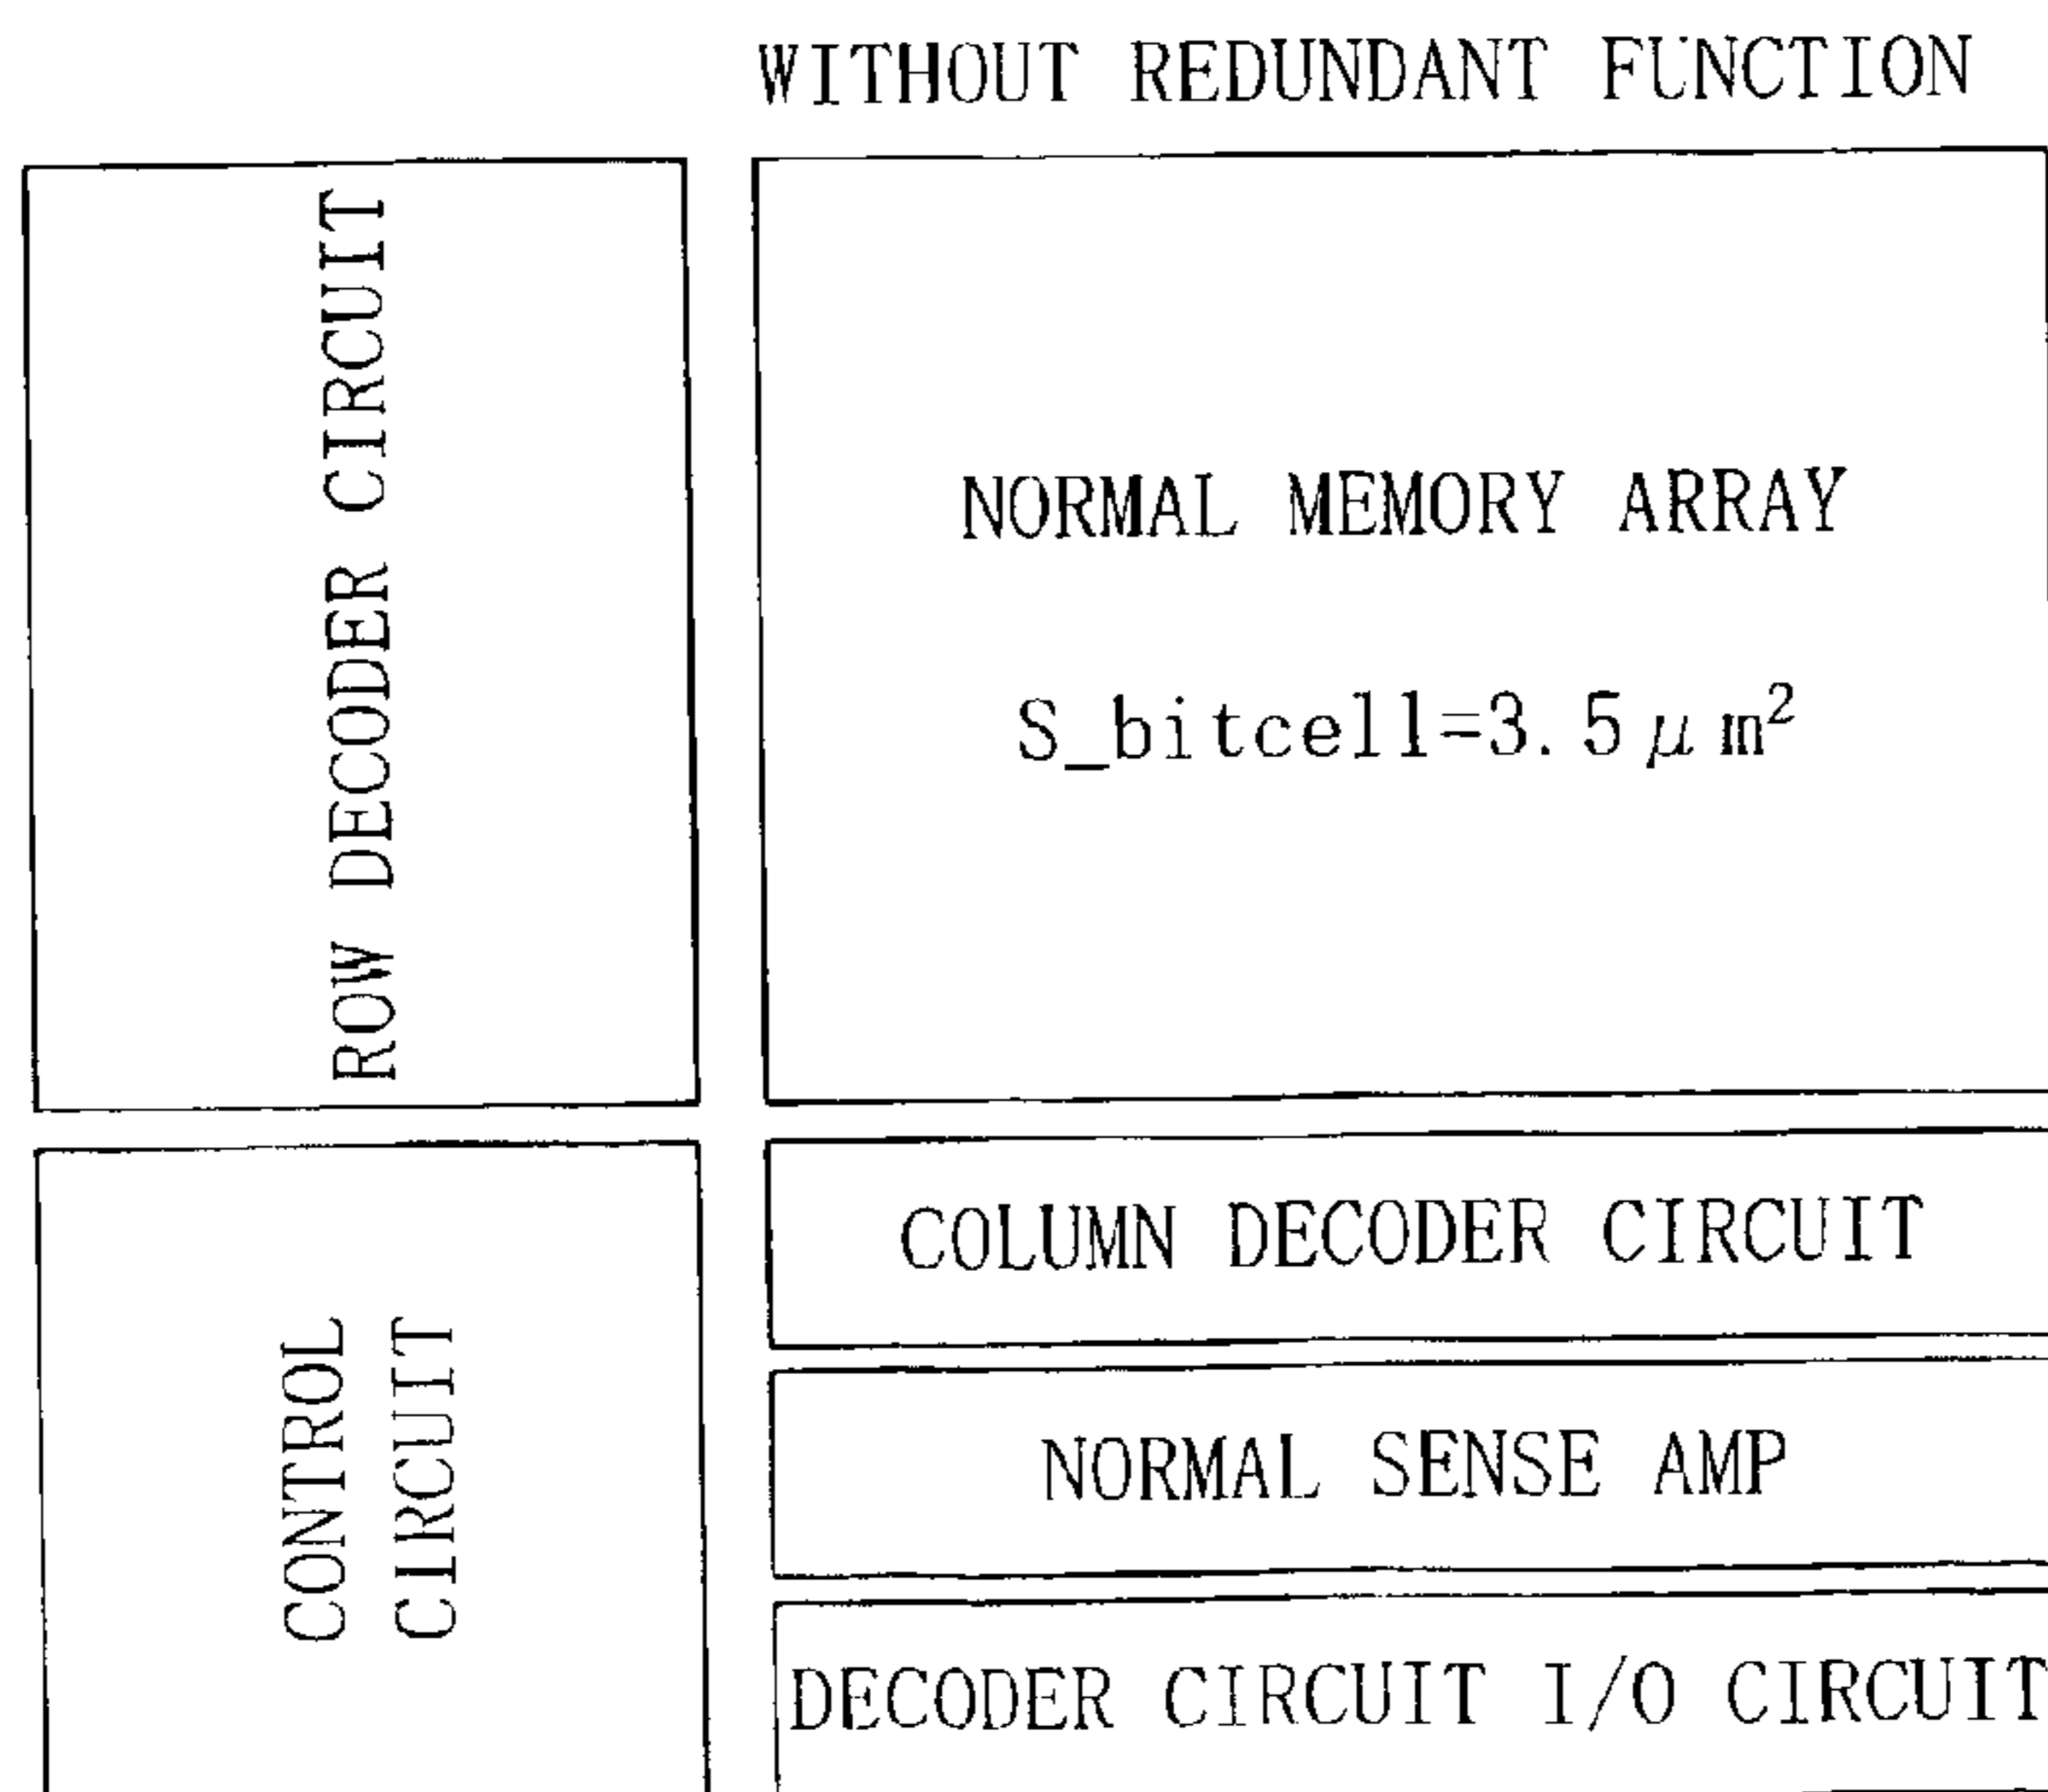 WITHOUT REDUNDANT FUNCTION
ROW DECODER CIRCUIT
NORMAL MEMORY ARRAY
S_bitcell=3.5μm²
COLUMN DECODER CIRCUIT
CONTROL
CIRCUIT
NORMAL SENSE AMP
DECODER CIRCUIT I/O CIRCUIT